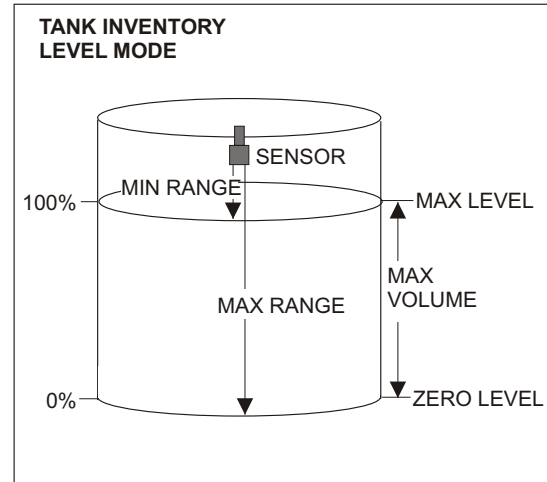 TANK INVENTORY
LEVEL MODE
SENSOR
MIN RANGE
100%
MAX LEVEL
MAX
VOLUME
MAX RANGE
0%
ZERO LEVEL